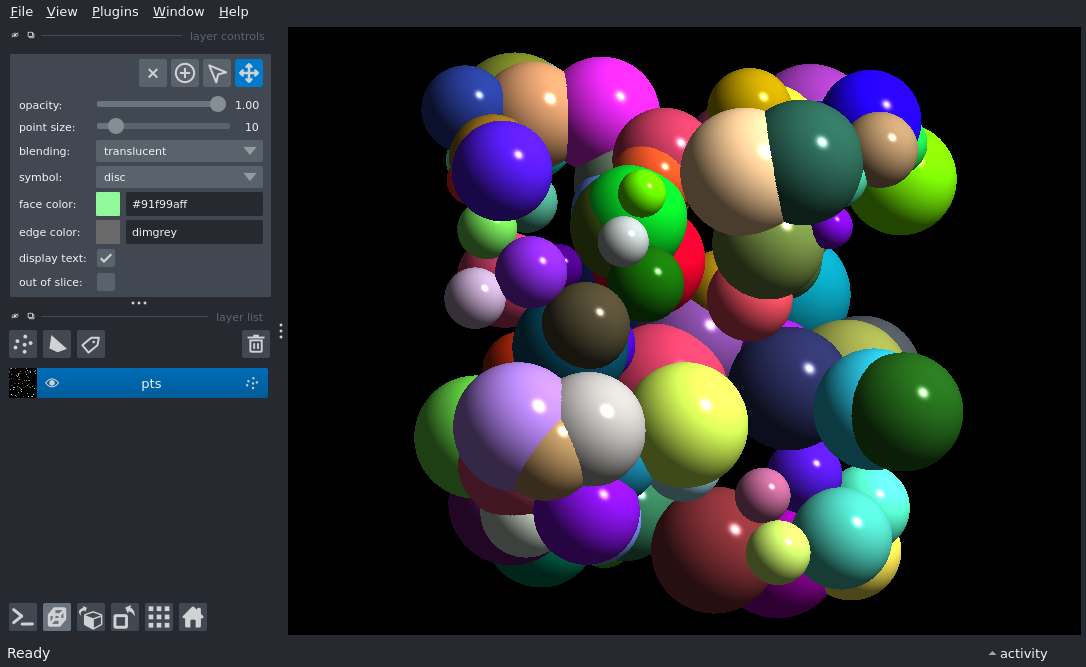 File View Plugins Window Help
layer controls
opacity: 1.00
point size: 10
blending: translucent
symbol: disc
face color: #91f99aff
edge color: dimgrey
display text:
out of slice:
layer list
pts
Ready activity